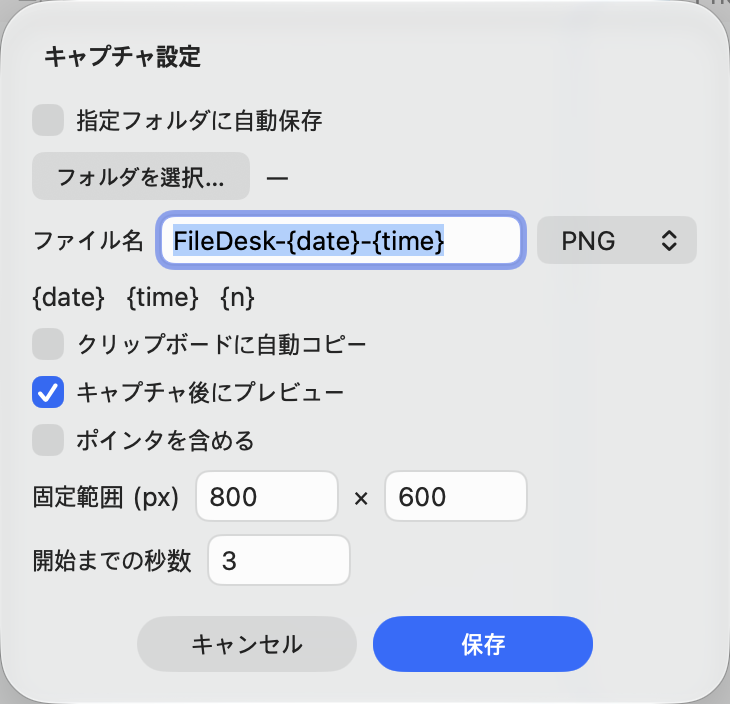 キャプチャ設定
指定フォルダに自動保存
フォルダを選択... —
ファイル名 FileDesk-{date}-{time} PNG
{date} {time} {n}
クリップボードに自動コピー
キャプチャ後にプレビュー
ポインタを含める
固定範囲 (px) 800 × 600
開始までの秒数 3
キャンセル 保存